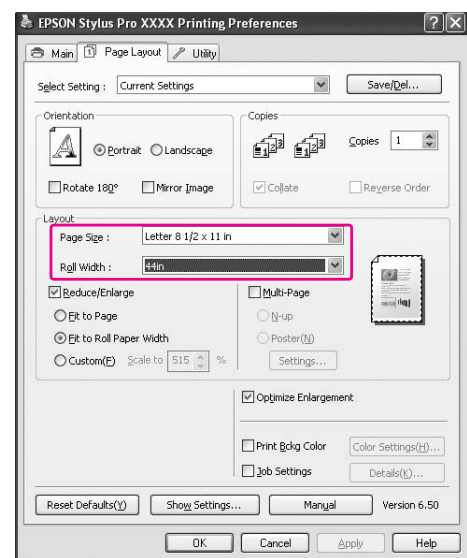 EPSON Stylus Pro XXXX Printing Preferences
Main Page Layout Utility
Select Setting : Current Settings Save/Del...
Orientation
Portrait Landscape
Rotate 180° Mirror Image
Copies
Copies 1
Collate Reverse Order
Layout
Page Size : Letter 8 1/2 x 11 in
Roll Width : 44in
Reduce/Enlarge
Fit to Page
Fit to Roll Paper Width
Custom(F) Scale to 515 %
Multi-Page
N-up
Poster(N)
Settings...
Optimize Enlargement
Print Bckg Color Color Settings(H)...
Job Settings Details(K)...
Reset Defaults(Y) Show Settings... Manual Version 6.50
OK Cancel Apply Help